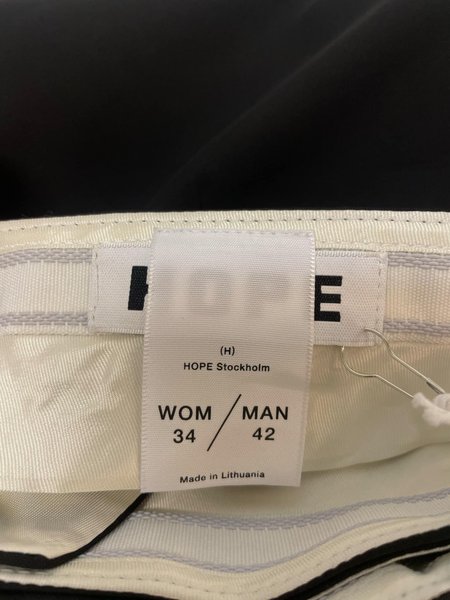 HOPE
(H)
HOPE Stockholm
WOM / MAN
34 42
Made in Lithuania